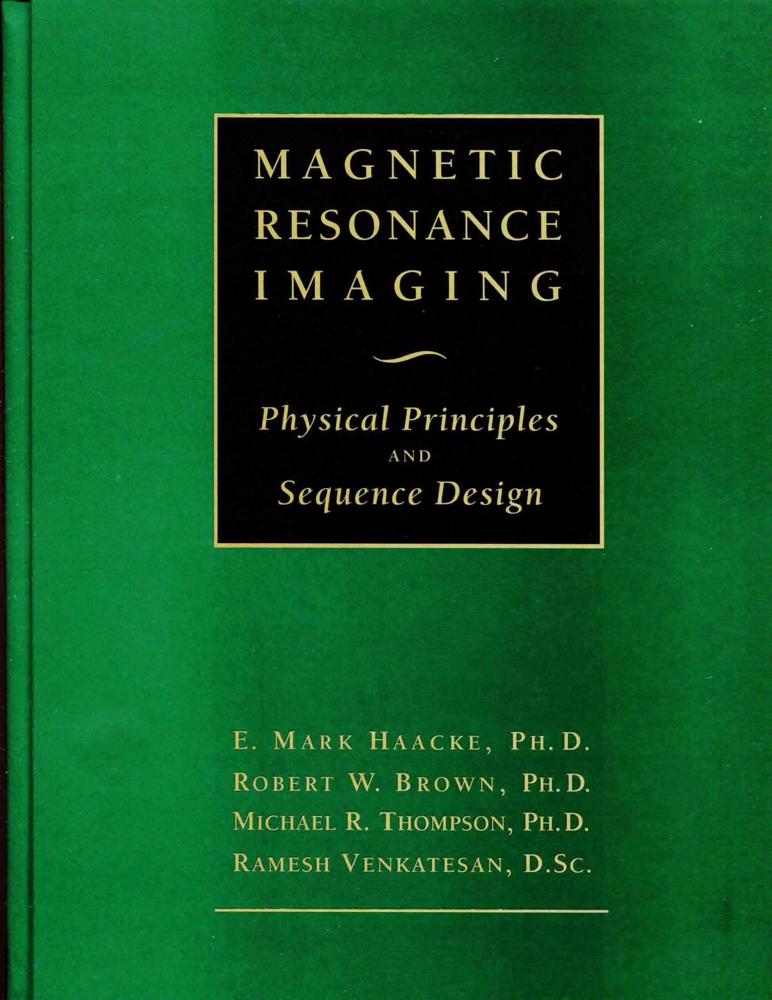 MAGNETIC
RESONANCE
IMAGING
Physical Principles
AND
Sequence Design
E. MARK HAACKE, PH.D.
ROBERT W. BROWN, PH.D.
MICHAEL R. THOMPSON, PH.D.
RAMESH VENKATESAN, D.SC.